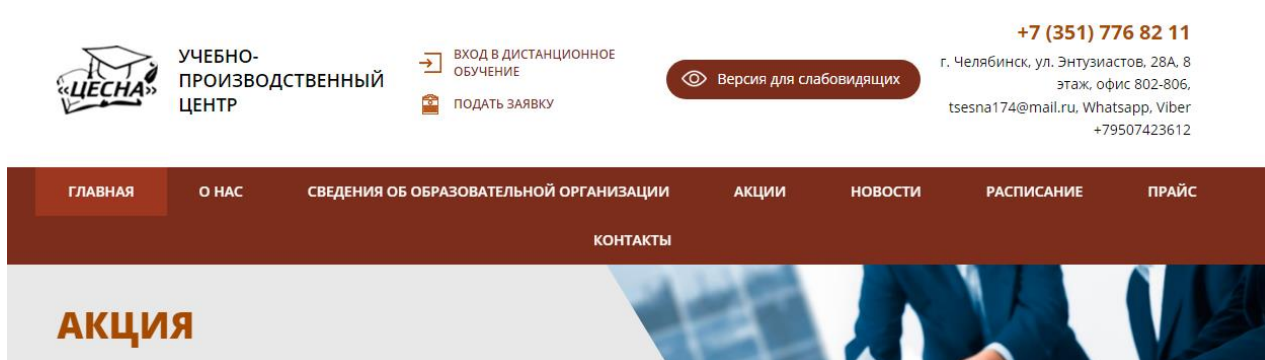 «ЦЕСНА»
УЧЕБНО-
ПРОИЗВОДСТВЕННЫЙ
ЦЕНТР
ВХОД В ДИСТАНЦИОННОЕ
ОБУЧЕНИЕ
ПОДАТЬ ЗАЯВКУ
Версия для слабовидящих
+7 (351) 776 82 11
г. Челябинск, ул. Энтузиастов, 28А, 8
этаж, офис 802-806,
tsesna174@mail.ru, Whatsapp, Viber
+79507423612
ГЛАВНАЯ О НАС СВЕДЕНИЯ ОБ ОБРАЗОВАТЕЛЬНОЙ ОРГАНИЗАЦИИ АКЦИИ НОВОСТИ РАСПИСАНИЕ ПРАЙС
КОНТАКТЫ
АКЦИЯ